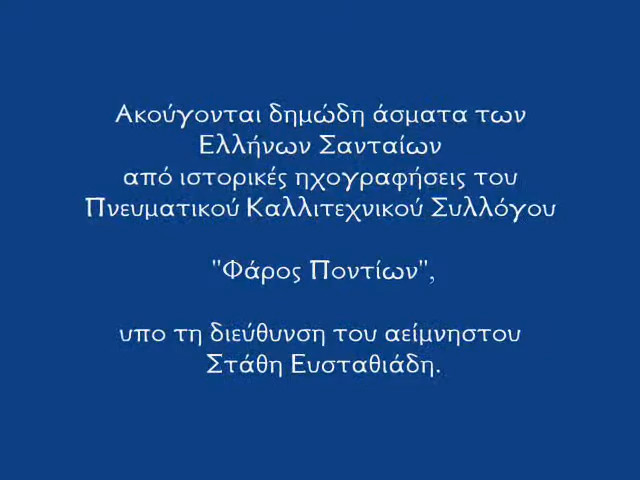 Ακούγονται δημώδη άσματα των
Ελλήνων Σανταίων
από ιστορικές ηχογραφήσεις του
Πνευματικού Καλλιτεχνικού Συλλόγου
"Φάρος Ποντίων",
υπο τη διεύθυνση του αείμνηστου
Στάθη Ευσταθιάδη.